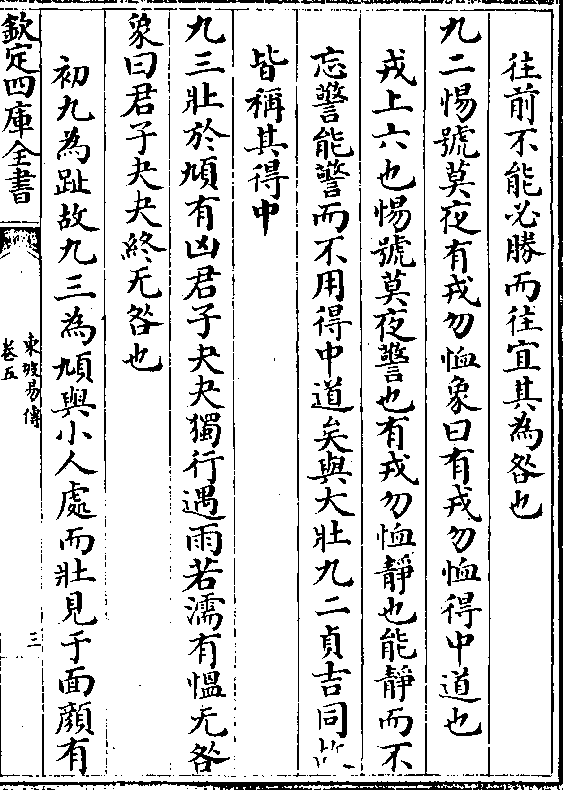 往前不能必勝而往宜其為咎也
九二惕號莫夜有戎勿恤象曰有戎勿恤得中道也
戎上六也惕號莫夜警也有戎勿恤靜也能靜而不
忘警能警而不用得中道矣與大壯九二貞吉同故
皆稱其得中
九三壯於頄有凶君子夬夬獨行遇雨若濡有愠无咎
象曰君子夬夬終无咎也
初九為趾故九三為頄與小人處而壯見于面顔有
欽定四庫全書
東坡易傳
卷五
三